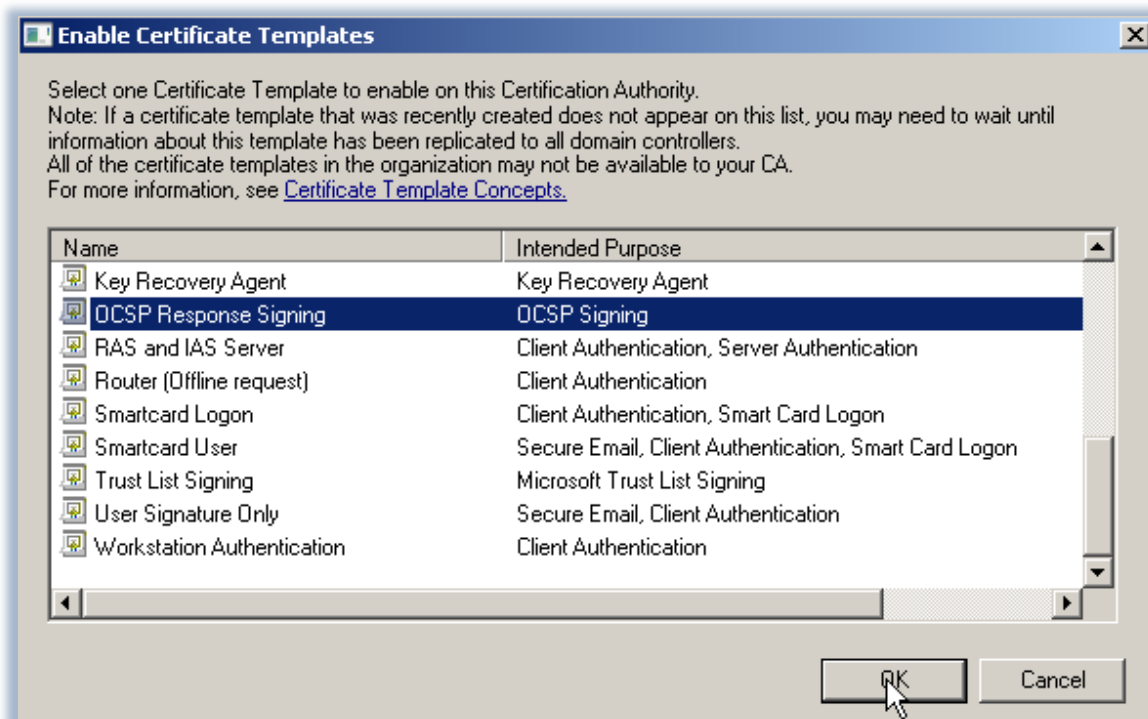 Enable Certificate Templates
Select one Certificate Template to enable on this Certification Authority.
Note: If a certificate template that was recently created does not appear on this list, you may need to wait until
information about this template has been replicated to all domain controllers.
All of the certificate templates in the organization may not be available to your CA.
For more information, see Certificate Template Concepts.
Name Intended Purpose
Key Recovery Agent Key Recovery Agent
OCSP Response Signing OCSP Signing
RAS and IAS Server Client Authentication, Server Authentication
Router (Offline request) Client Authentication
Smartcard Logon Client Authentication, Smart Card Logon
Smartcard User Secure Email, Client Authentication, Smart Card Logon
Trust List Signing Microsoft Trust List Signing
User Signature Only Secure Email, Client Authentication
Workstation Authentication Client Authentication
OK Cancel